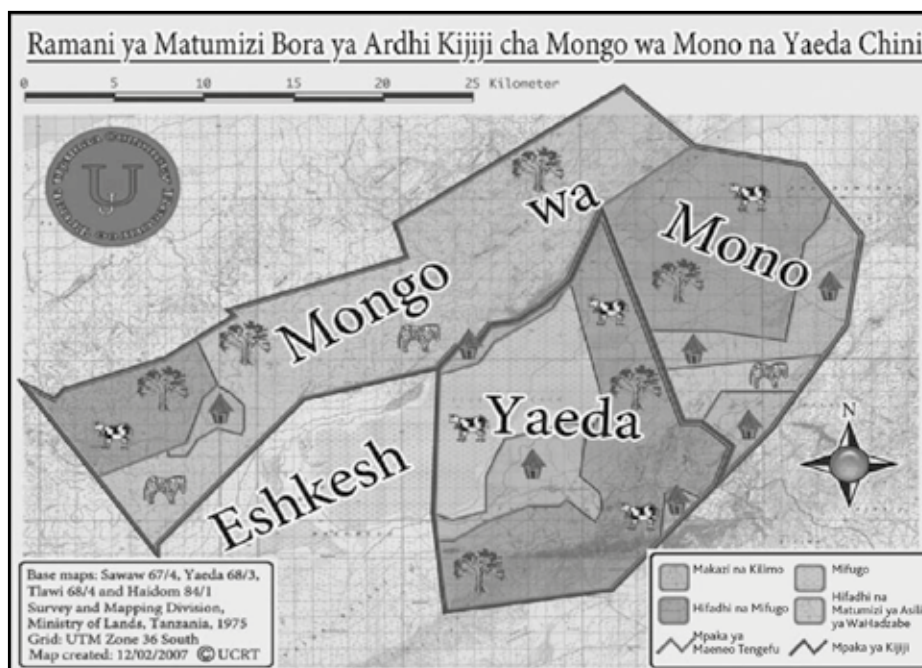 Ramani ya Matumizi Bora ya Ardhi Kijiji cha Mongo wa Mono na Yaeda Chini
0 5 10 15 20 25 Kilometer
U
wa
Mono
Mongo
Yaeda
Eshkesh
N
Base maps: Sawaw 67/4, Yaeda 68/3,
Tlawi 68/4 and Haidom 84/1
Survey and Mapping Division,
Ministry of Lands, Tanzania, 1975
Grid: UTM Zone 36 South
Map created: 12/02/2007 © UCRT
Makazi na Kilimo
Mifugo
Hifadhi na Mifugo
Hifadhi na
Matumizi ya Asili
ya WaHadzabe
Mpaka ya
Maeneo Tengefu
Mpaka ya Kijiji